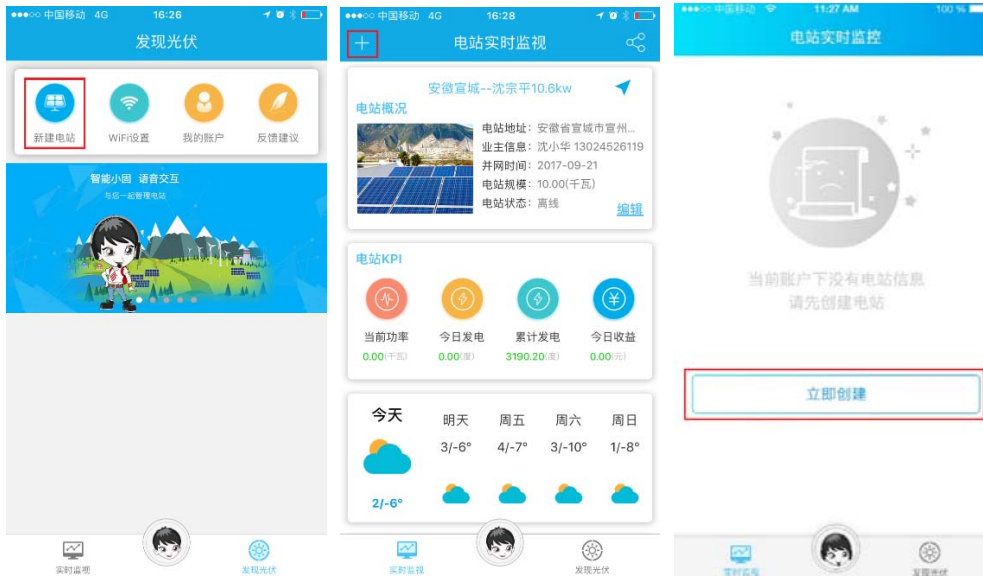 ●●●○○ 中国移动 4G 16:26
发现光伏
新建电站 WiFi设置 我的账户 反馈建议
智能小固 语音交互
与您一起管理电站
实时监视 发现光伏
●●●○○ 中国移动 4G 16:28
电站实时监视
安徽宣城--沈宗平10.6kw
电站概况
电站地址：安徽省宣城市宣州...
业主信息：沈小华 13024526119
并网时间：2017-09-21
电站规模：10.00(千瓦)
电站状态：离线
编辑
电站KPI
当前功率 今日发电 累计发电 今日收益
0.00(千瓦) 0.00(度) 3190.20(度) 0.00(元)
今天 明天 周五 周六 周日
3/-6° 4/-7° 3/-10° 1/-8°
2/-6°
实时监视 发现光伏
●●●○○ 中国移动 11:27 AM 100 %
电站实时监控
当前账户下没有电站信息
请先创建电站
立即创建
实时监视 发现光伏